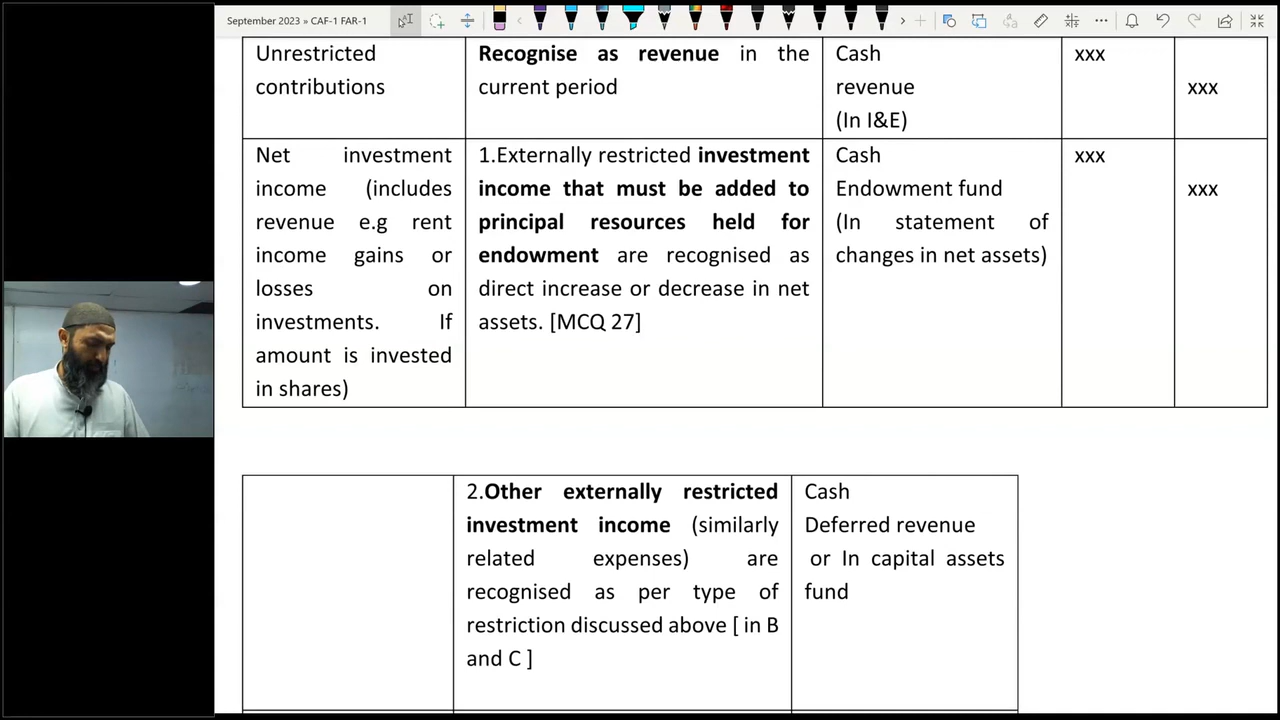 September 2023 » CAF-1 FAR-1
Unrestricted
contributions
Recognise as revenue in the
current period
Cash
revenue
(In I&E)
xxx
xxx
Net investment
income (includes
revenue e.g rent
income gains or
losses on
investments. If
amount is invested
in shares)
1.Externally restricted investment
income that must be added to
principal resources held for
endowment are recognised as
direct increase or decrease in net
assets. [MCQ 27]
Cash
Endowment fund
(In statement of
changes in net assets)
xxx
xxx
2.Other externally restricted
investment income (similarly
related expenses) are
recognised as per type of
restriction discussed above [ in B
and C ]
Cash
Deferred revenue
or In capital assets
fund